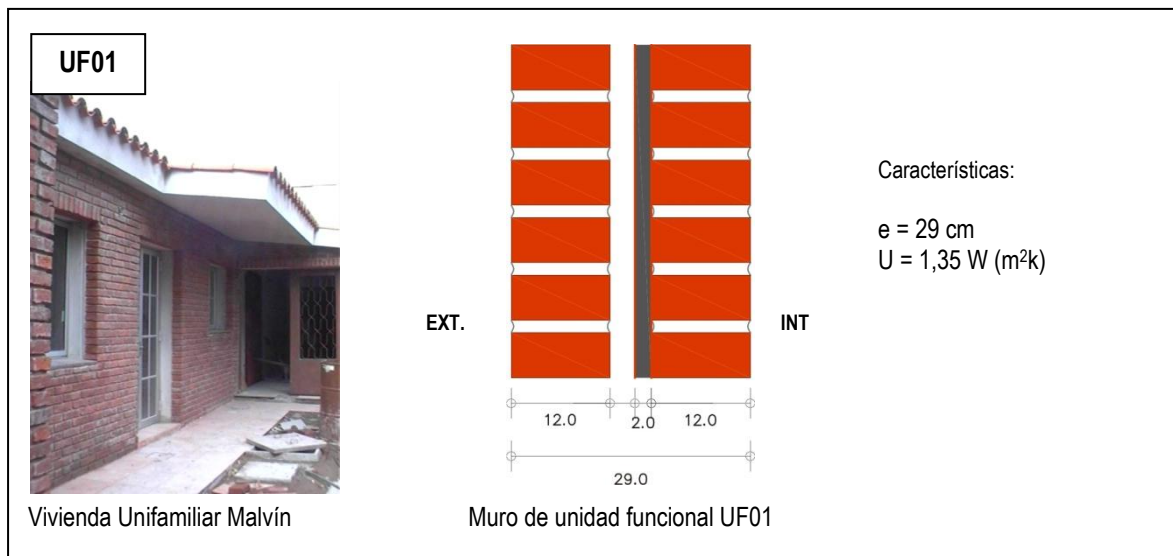 UF01
Características:
e = 29 cm
U = 1,35 W (m²k)
EXT.
INT
12.0
2.0
12.0
29.0
Vivienda Unifamiliar Malvín
Muro de unidad funcional UF01